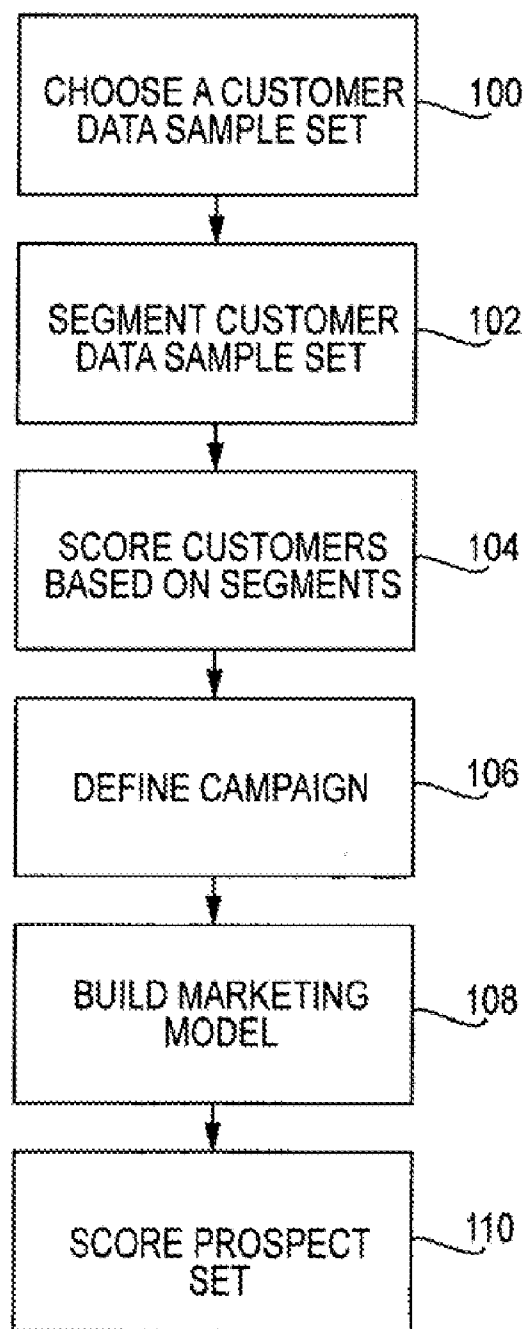 CHOOSE A CUSTOMER
DATA SAMPLE SET
100
SEGMENT CUSTOMER
DATA SAMPLE SET
102
SCORE CUSTOMERS
BASED ON SEGMENTS
104
DEFINE CAMPAIGN
106
BUILD MARKETING
MODEL
108
SCORE PROSPECT
SET
110